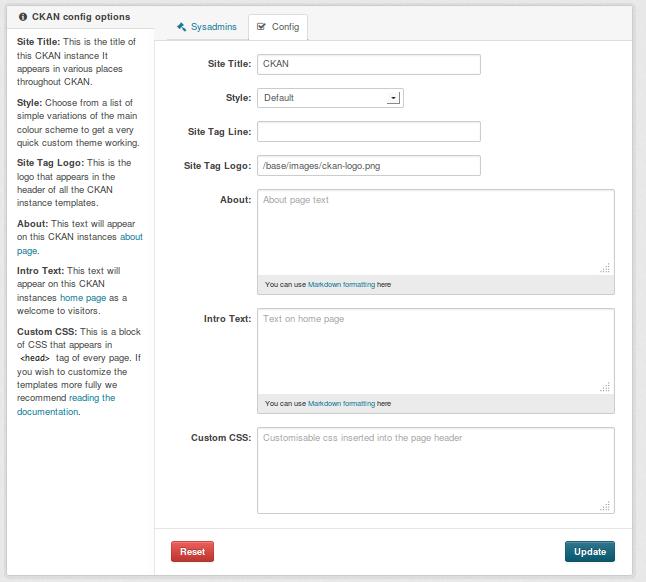 CKAN config options
Site Title: This is the title of
this CKAN instance It
appears in various places
throughout CKAN.
Style: Choose from a list of
simple variations of the main
colour scheme to get a very
quick custom theme working.
Site Tag Logo: This is the
logo that appears in the
header of all the CKAN
instance templates.
About: This text will appear
on this CKAN instances about
page.
Intro Text: This text will
appear on this CKAN
instances home page as a
welcome to visitors.
Custom CSS: This is a block
of CSS that appears in
<head> tag of every page. If
you wish to customize the
templates more fully we
recommend reading the
documentation.
Sysadmins
Config
Site Title: CKAN
Style: Default
Site Tag Line:
Site Tag Logo: /base/images/ckan-logo.png
About: About page text
You can use Markdown formatting here
Intro Text: Text on home page
You can use Markdown formatting here
Custom CSS: Customisable css inserted into the page header
Reset
Update